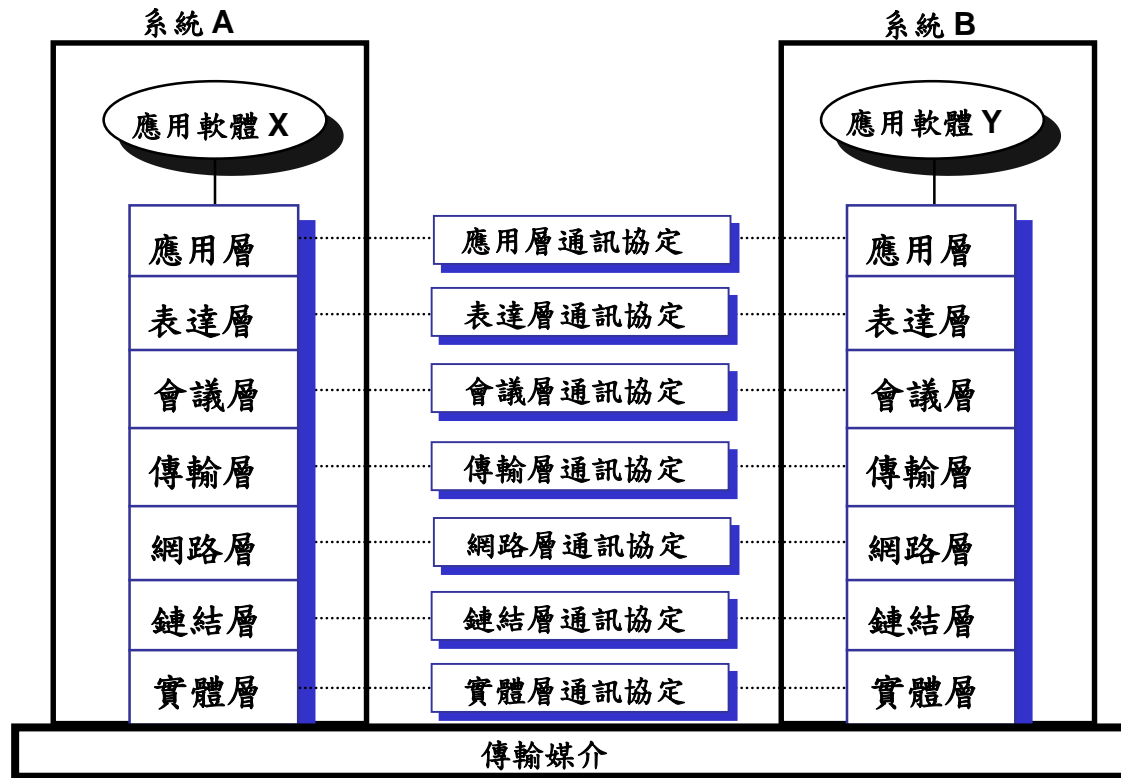 系統 A
系統 B
應用軟體 X
應用軟體 Y
應用層
應用層通訊協定
應用層
表達層
表達層通訊協定
表達層
會議層
會議層通訊協定
會議層
傳輸層
傳輸層通訊協定
傳輸層
網路層
網路層通訊協定
網路層
鏈結層
鏈結層通訊協定
鏈結層
實體層
實體層通訊協定
實體層
傳輸媒介